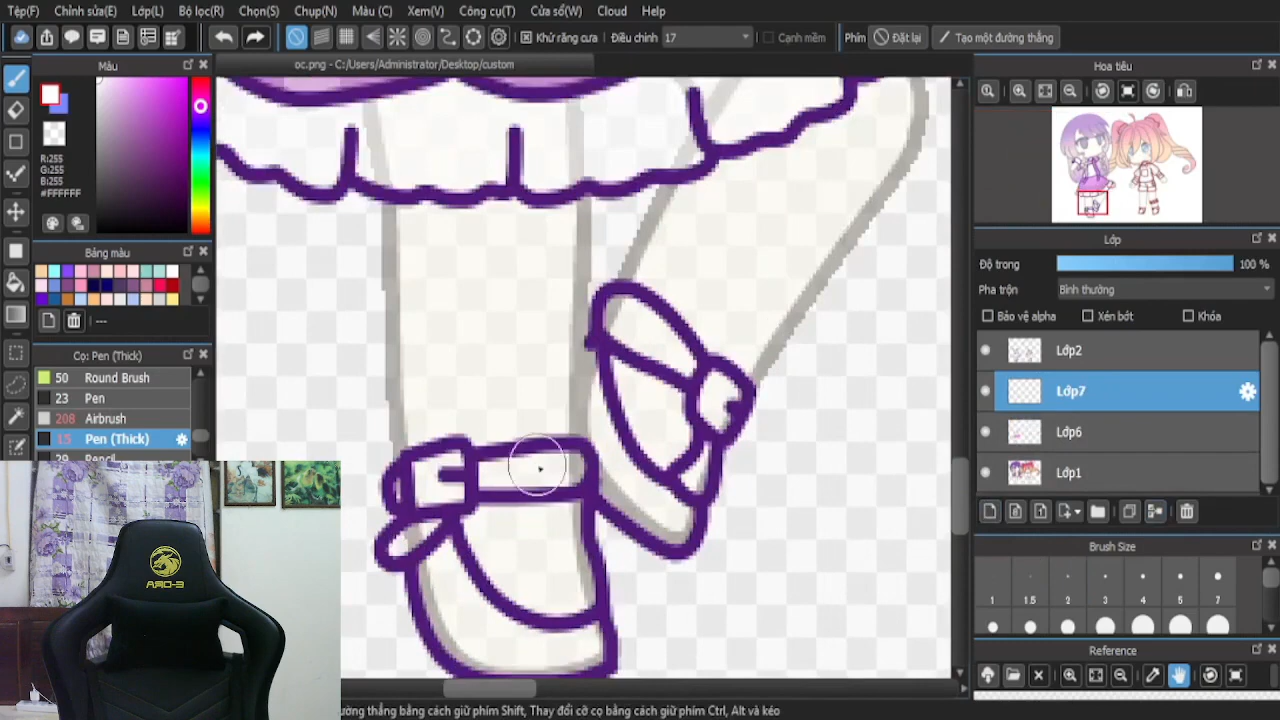 Tệp(F) Chỉnh sửa(E) Lớp(L) Bộ lọc(R) Chọn(S) Chụp(N) Màu (C) Xem(V) Công cụ(T) Cửa sổ(W) Cloud Help
Khử răng cưa Điều chỉnh 17 Cạnh mềm Phím Đặt lại Tạo một đường thẳng
oc.png - C:/Users/Administrator/Desktop/custom
Màu
R:255
G:255
B:255
#FFFFFF
Bảng màu
---
Cọ: Pen (Thick)
50 Round Brush
23 Pen
208 Airbrush
15 Pen (Thick)
29 Pencil
Hoa tiêu
Lớp
Độ trong 100 %
Pha trộn Bình thường
Bảo vệ alpha Xén bớt Khóa
Lớp2
Lớp7
Lớp6
Lớp1
Brush Size
1 1.5 2 3 4 5 7
Reference
đường thẳng bằng cách giữ phím Shift, Thay đổi cỡ cọ bằng cách giữ phím Ctrl, Alt và kéo